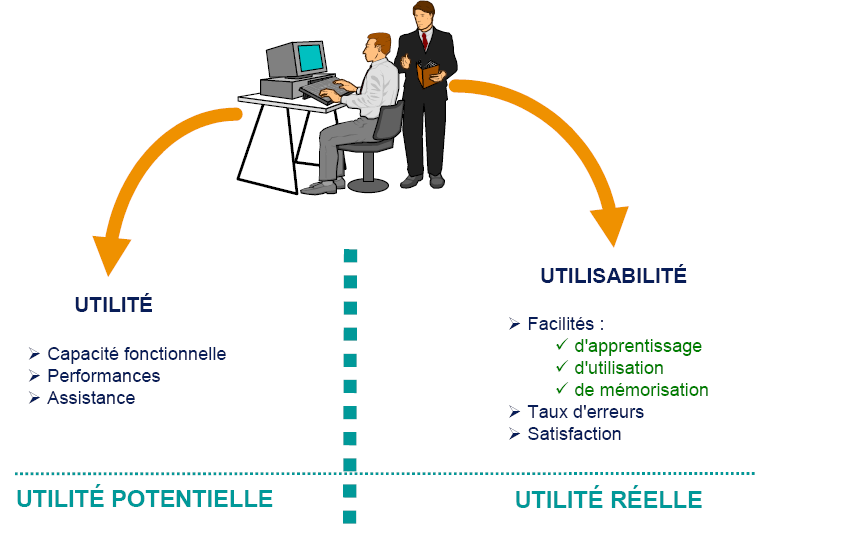 UTILITÉ
Capacité fonctionnelle
Performances
Assistance
UTILISABILITÉ
Facilités :
d'apprentissage
d'utilisation
de mémorisation
Taux d'erreurs
Satisfaction
UTILITÉ POTENTIELLE
UTILITÉ RÉELLE